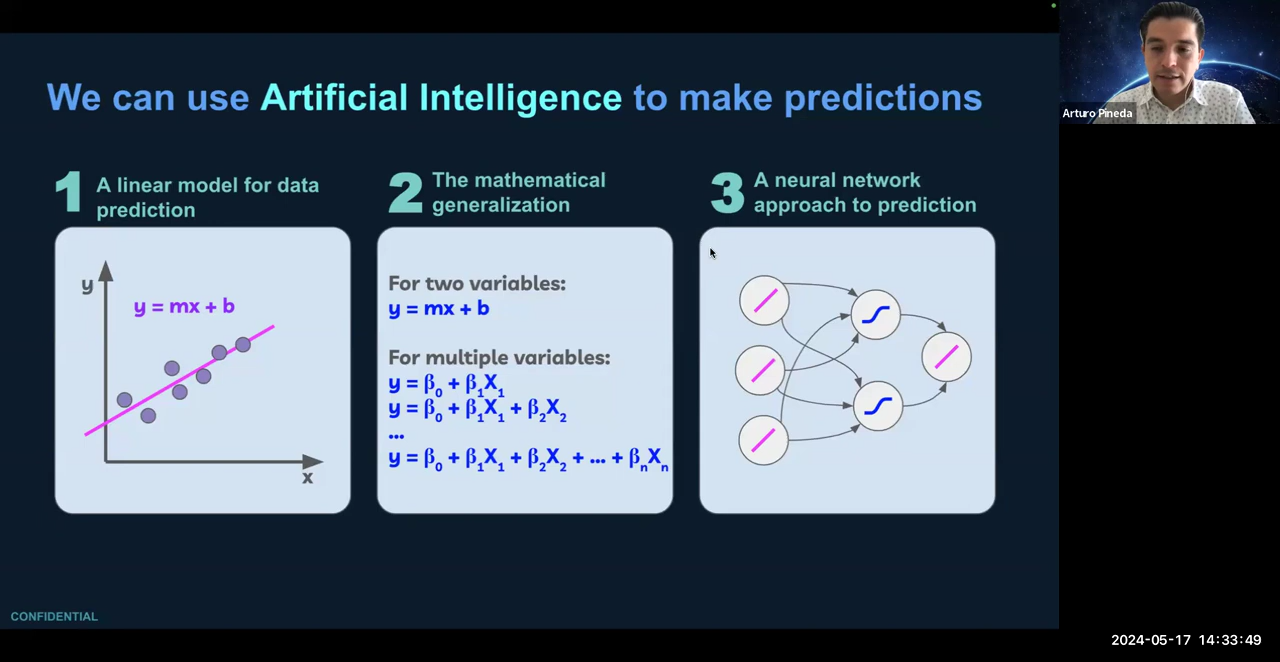 We can use Artificial Intelligence to make predictions
1
A linear model for data
prediction
y
y = mx + b
x
2
The mathematical
generalization
For two variables:
y = mx + b
For multiple variables:
y = β₀ + β₁X₁
y = β₀ + β₁X₁ + β₂X₂
...
y = β₀ + β₁X₁ + β₂X₂ + ... + βₙXₙ
3
A neural network
approach to prediction
CONFIDENTIAL
Arturo Pineda
2024-05-17 14:33:49